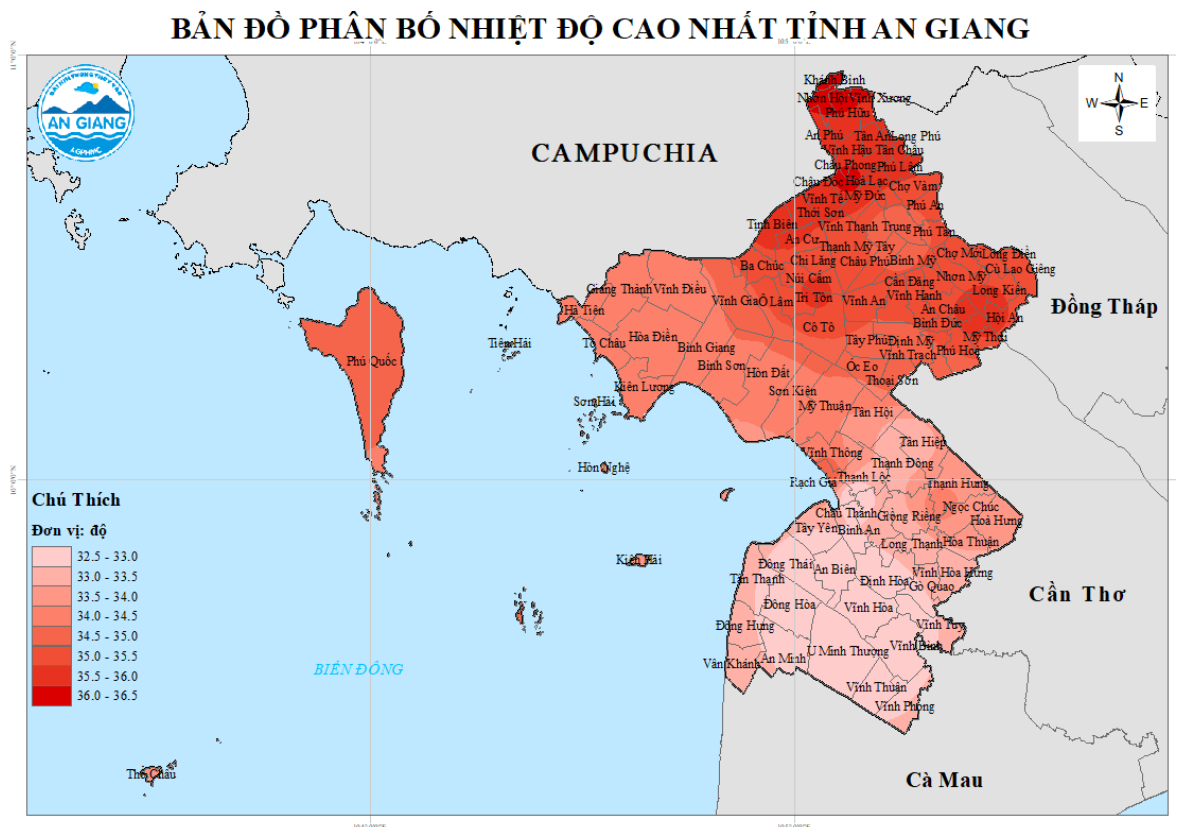 BẢN ĐỒ PHÂN BỐ NHIỆT ĐỘ CAO NHẤT TỈNH AN GIANG
11°0'0"N
AN GIANG
N
W E
S
CAMPUCHIA
Khánh Bình
Nhơn Hội Vĩnh Xương
Phú Hữu
An Phú Tân An Long Phú
Vĩnh Hậu Tân Châu
Châu Phong Phú Lâm
Châu Đốc Hoà Lạc Chợ Vàm
Vĩnh Tế Mỹ Đức
Phú An
Thới Sơn
Tịnh Biên Vĩnh Thạnh Trung Phú Tân
An Cư Thạnh Mỹ Tây
Chợ Mới Long Điền
Ba Chúc Chi Lăng Châu Phú Bình Mỹ Cù Lao Giêng
Núi Cấm Cần Đăng Nhơn Mỹ
Giang Thành Vĩnh Điều Vĩnh Gia Ô Lâm Tri Tôn Vĩnh An Vĩnh Hanh Long Kiến
Hà Tiên An Châu Hội An
Đồng Tháp
Cô Tô Bình Đức
Tiên Hải Tô Châu Hòa Điền Bình Giang Tây Phú Định Mỹ Mỹ Thới
Vĩnh Trạch Phú Hoà
Phú Quốc
Bình Sơn Hòn Đất Óc Eo
Thoại Sơn
Kiên Lương Sơn Kiên
Sơn Hải Mỹ Thuận Tân Hội
Tân Hiệp
Vĩnh Thông
Hòn Nghệ Thạnh Đông
10°0'0"N
Rạch Giá Thạnh Lộc Thạnh Hưng
Chú Thích
Ngọc Chúc
Châu Thành Giồng Riềng Hoà Hưng
Đơn vị: độ
Tây Yên Bình An
Long Thạnh Hòa Thuận
32.5 - 33.0
Kiên Hải Đông Thái An Biên
33.0 - 33.5
Tân Thạnh Định Hòa Vĩnh Hòa Hưng
Gò Quao
33.5 - 34.0
Cần Thơ
Đông Hòa Vĩnh Hòa
34.0 - 34.5
Đông Hưng Vĩnh Tuy
34.5 - 35.0
Vĩnh Bình
35.0 - 35.5
BIỂN ĐÔNG
Vân Khánh An Minh U Minh Thượng
35.5 - 36.0
Vĩnh Thuận
36.0 - 36.5
Vĩnh Phong
Thổ Châu
Cà Mau